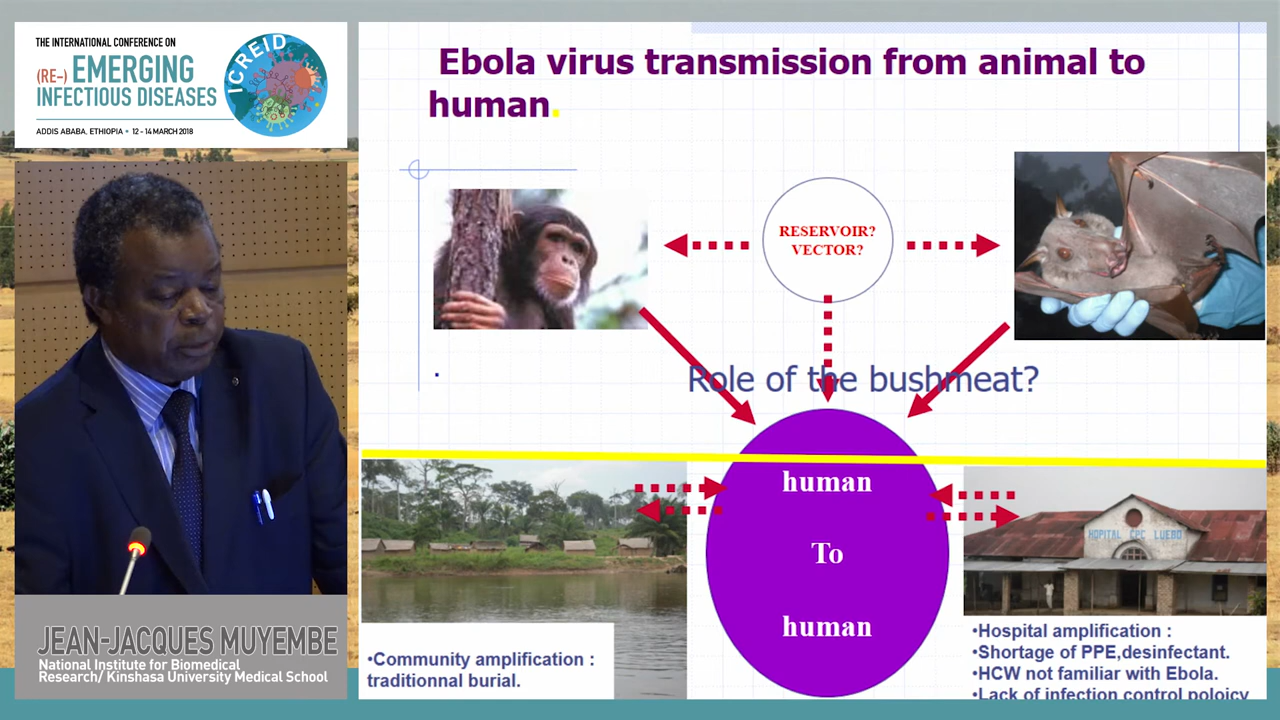 THE INTERNATIONAL CONFERENCE ON
(RE-) EMERGING
INFECTIOUS DISEASES
ADDIS ABABA, ETHIOPIA • 12 - 14 MARCH 2018
ICREID
JEAN-JACQUES MUYEMBE
National Institute for Biomedical
Research/ Kinshasa University Medical School
Ebola virus transmission from animal to
human.
RESERVOIR?
VECTOR?
Role of the bushmeat?
human
To
human
HOPITAL CPC LUEBO
•Community amplification :
traditionnal burial.
•Hospital amplification :
•Shortage of PPE,desinfectant.
•HCW not familiar with Ebola.
•Lack of infection control poloicy